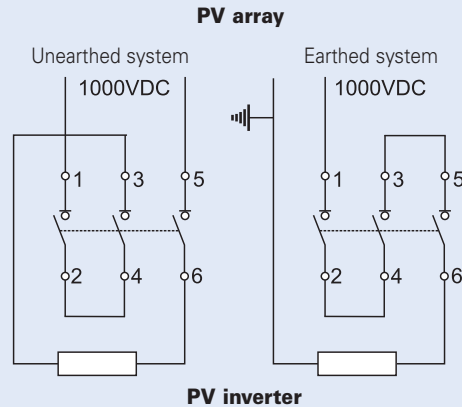 PV array
Unearthed system Earthed system
1000VDC 1000VDC
1 3 5 1 3 5
2 4 6 2 4 6
PV inverter